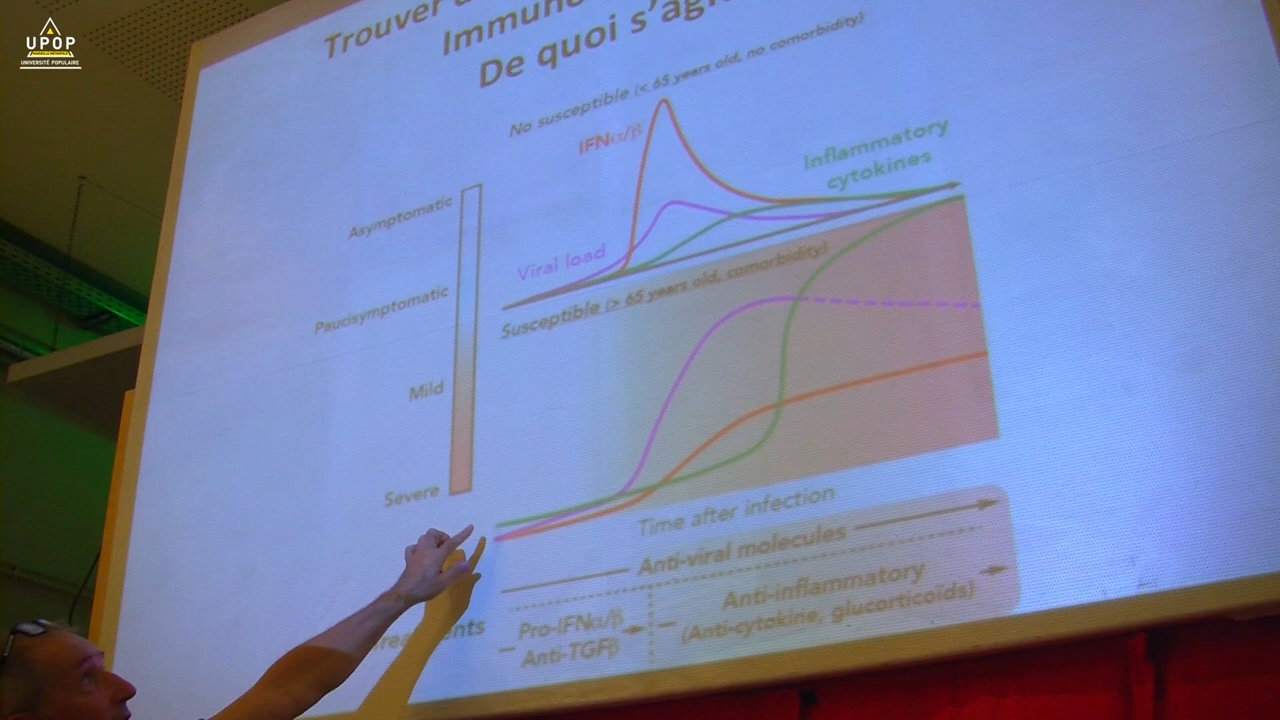 UPOP
UNIVERSITÉ POPULAIRE
Trouver
Immuno
De quoi s'agi
No susceptible (< 65 years old, no comorbidity)
IFNα/β
Inflammatory
cytokines
Asymptomatic
Viral load
Susceptible (> 65 years old, comorbidity)
Paucisymptomatic
Mild
Severe
Time after infection
Anti-viral molecules
Anti-inflammatory
(Anti-cytokine, glucorticoïds)
Pro-IFNα/β
Anti-TGFβ